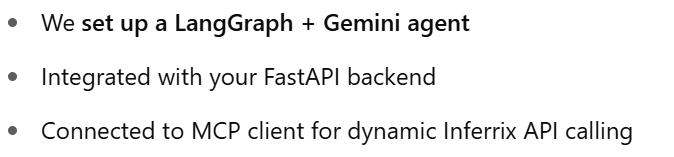 • We set up a LangGraph + Gemini agent
• Integrated with your FastAPI backend
• Connected to MCP client for dynamic Inferrix API calling